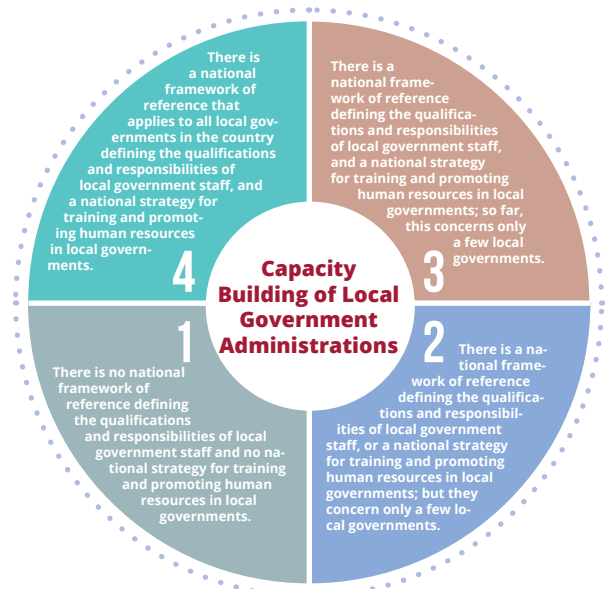 There is
a national
framework of
reference that
applies to all local gov-
ernments in the country
defining the qualifications
and responsibilities of
local government staff, and
a national strategy for
training and promot-
ing human resources
in local govern-
ments.
4
There is a
national frame-
work of reference
defining the qualifica-
tions and responsibilities
of local government staff,
and a national strategy
for training and promoting
human resources in local
governments; so far,
this concerns only
a few local
governments.
3
Capacity
Building of Local
Government
Administrations
1
There is no national
framework of
reference defining
the qualifications
and responsibilities of local
government staff and no na-
tional strategy for training
and promoting human
resources in local
governments.
2
There is a na-
tional frame-
work of reference
defining the qualifica-
tions and responsibil-
ities of local government
staff, or a national strategy
for training and promoting
human resources in local
governments; but they
concern only a few lo-
cal governments.